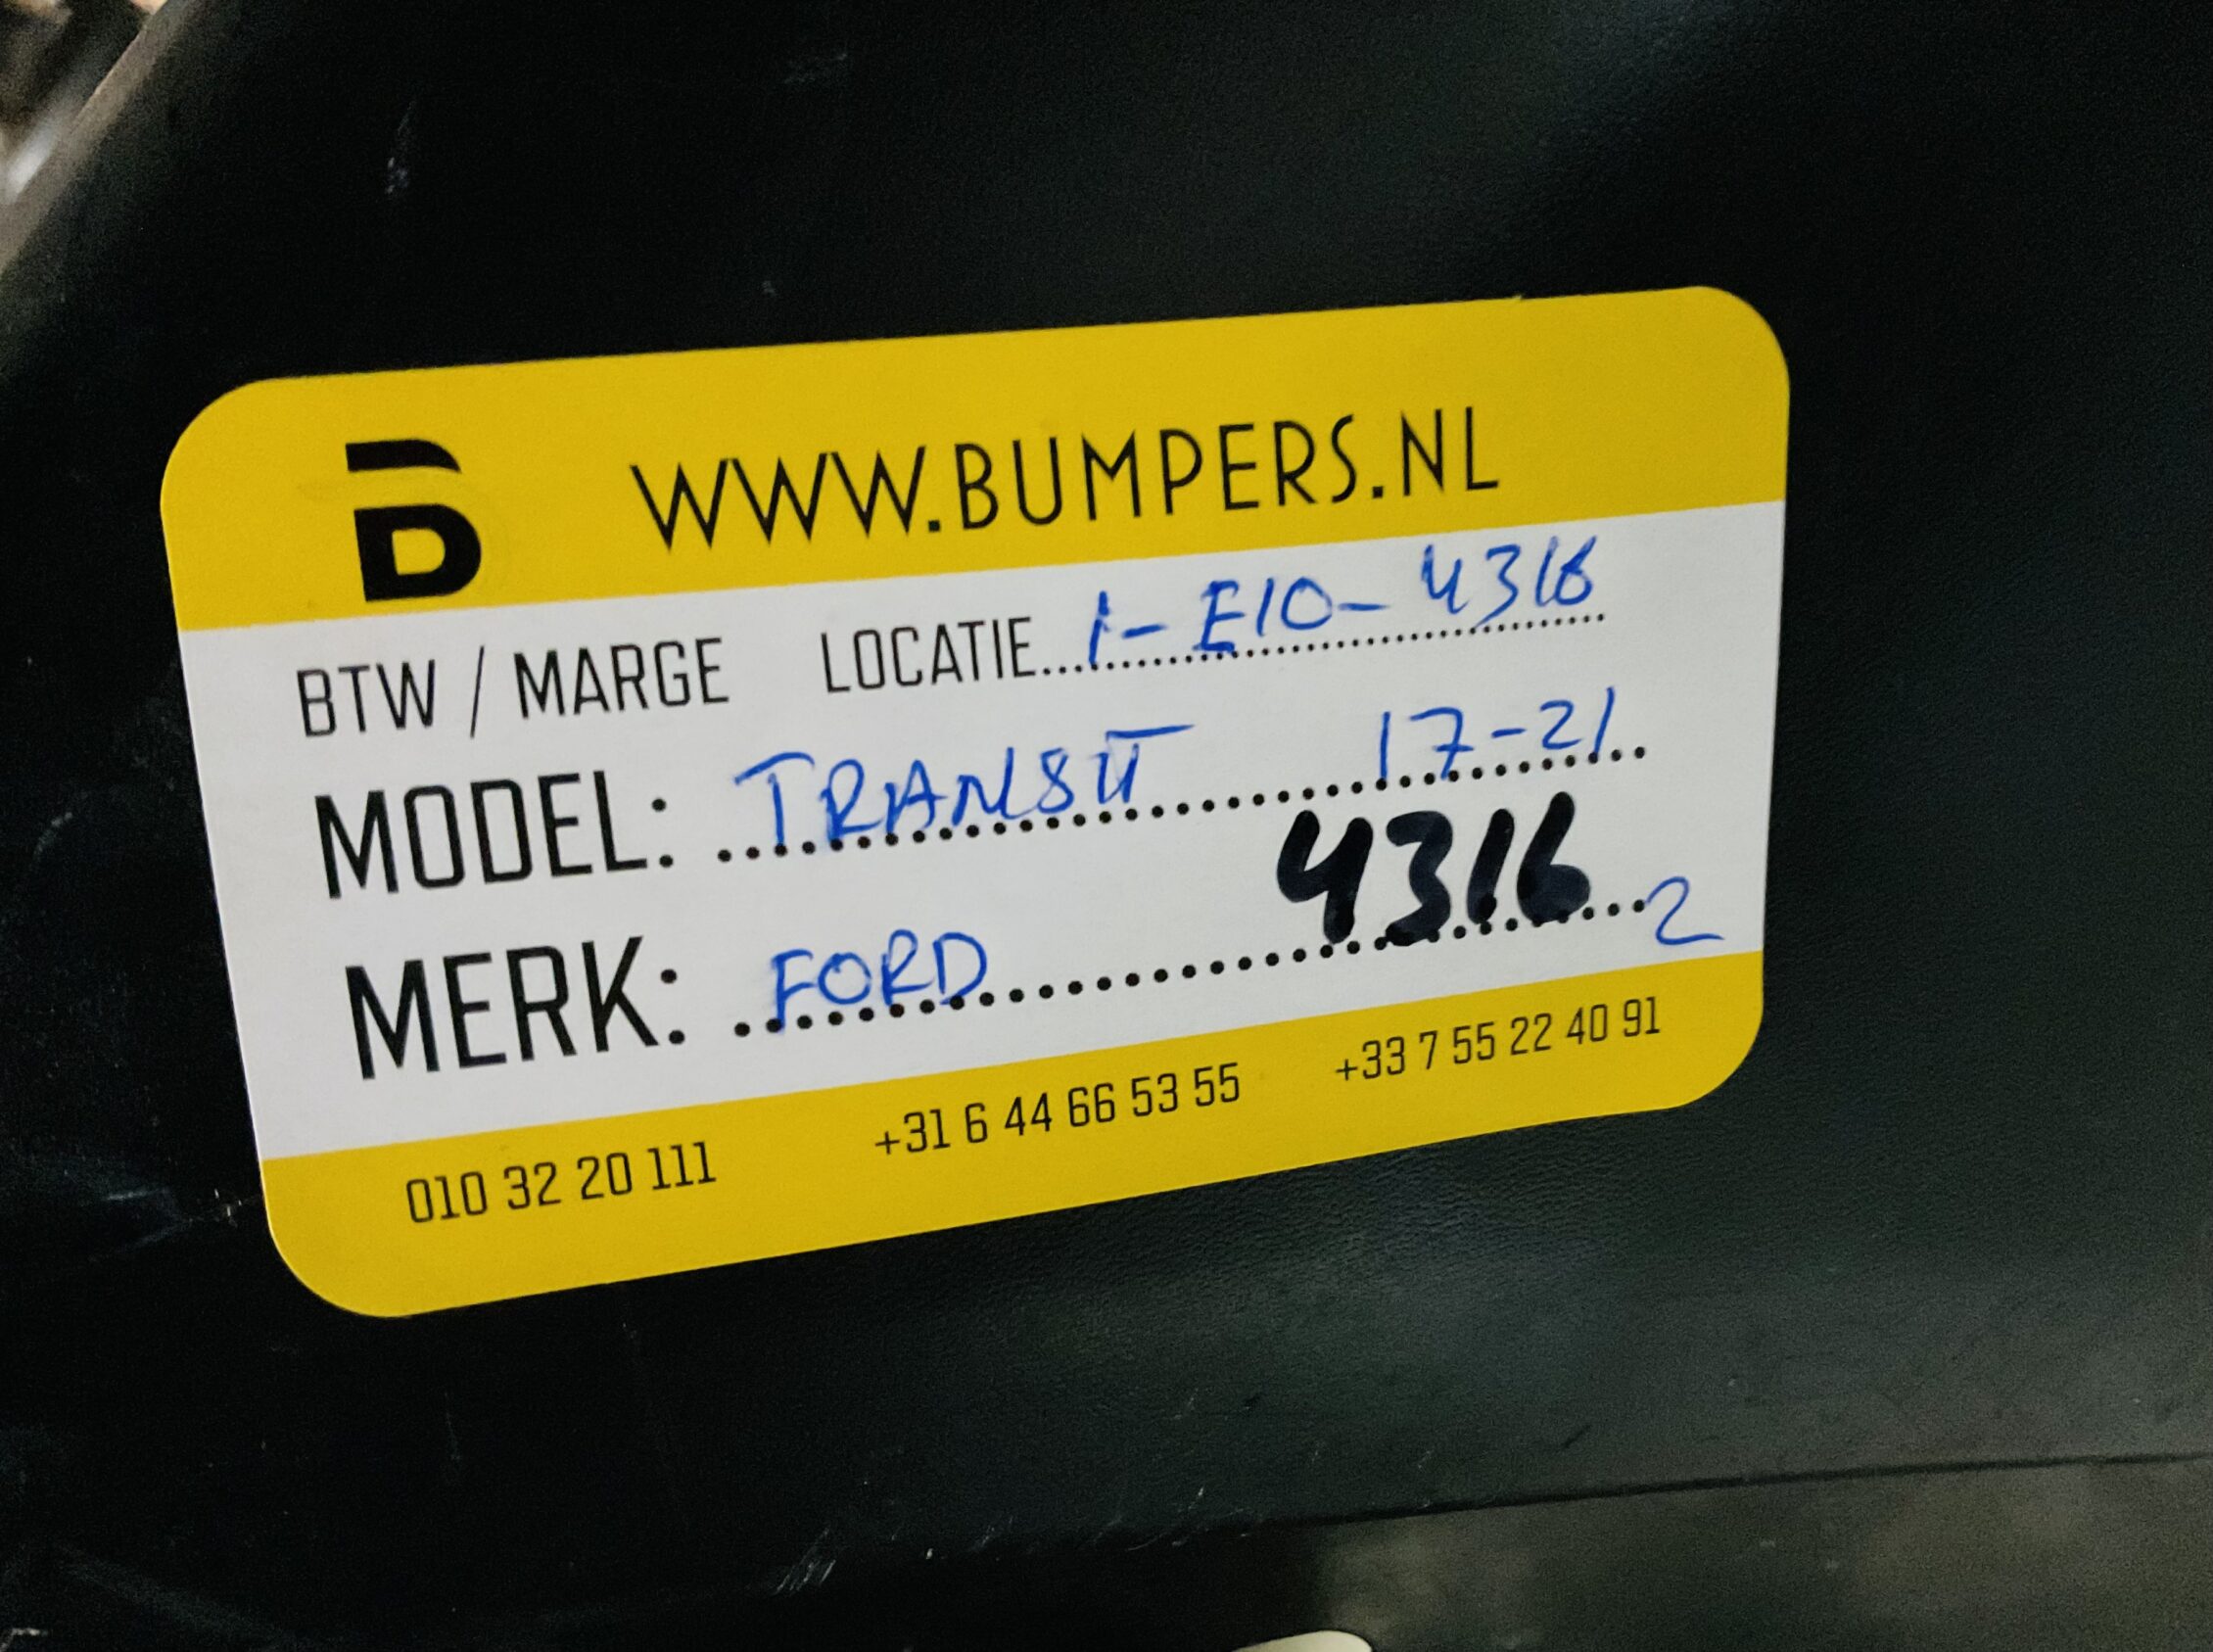 B WWW.BUMPERS.NL
BTW / MARGE LOCATIE 1-E10-4316
MODEL: TRANSIT 17-21
4316
MERK: FORD 2
010 32 20 111 +31 6 44 66 53 55 +33 7 55 22 40 91